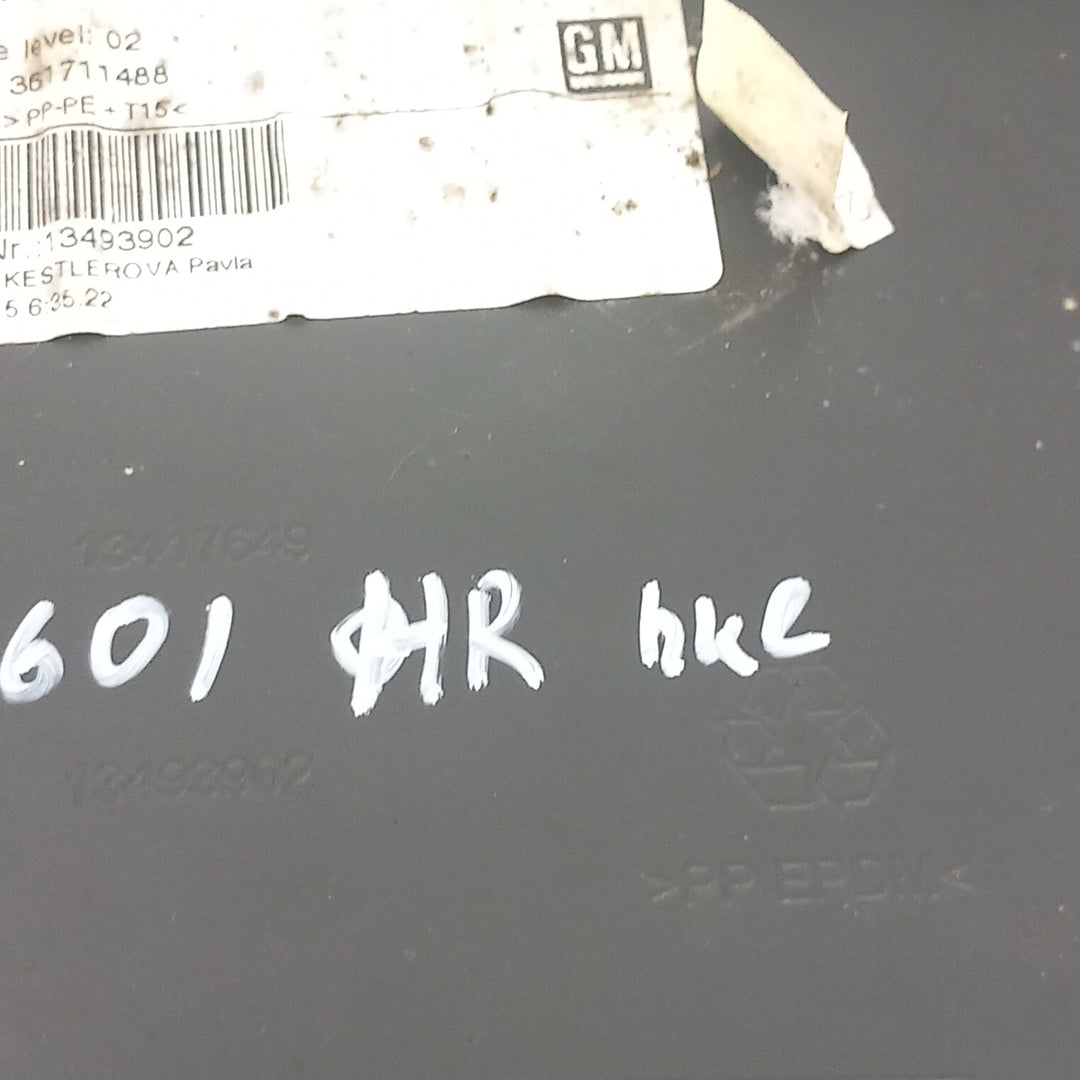 e level: 02
GM
361711488
>PP-PE + T15<
Nr.:13493902
KESTLEROVA Pavla
5 6:35:22
13417649
601 HR
13493902
>PP EPDM<